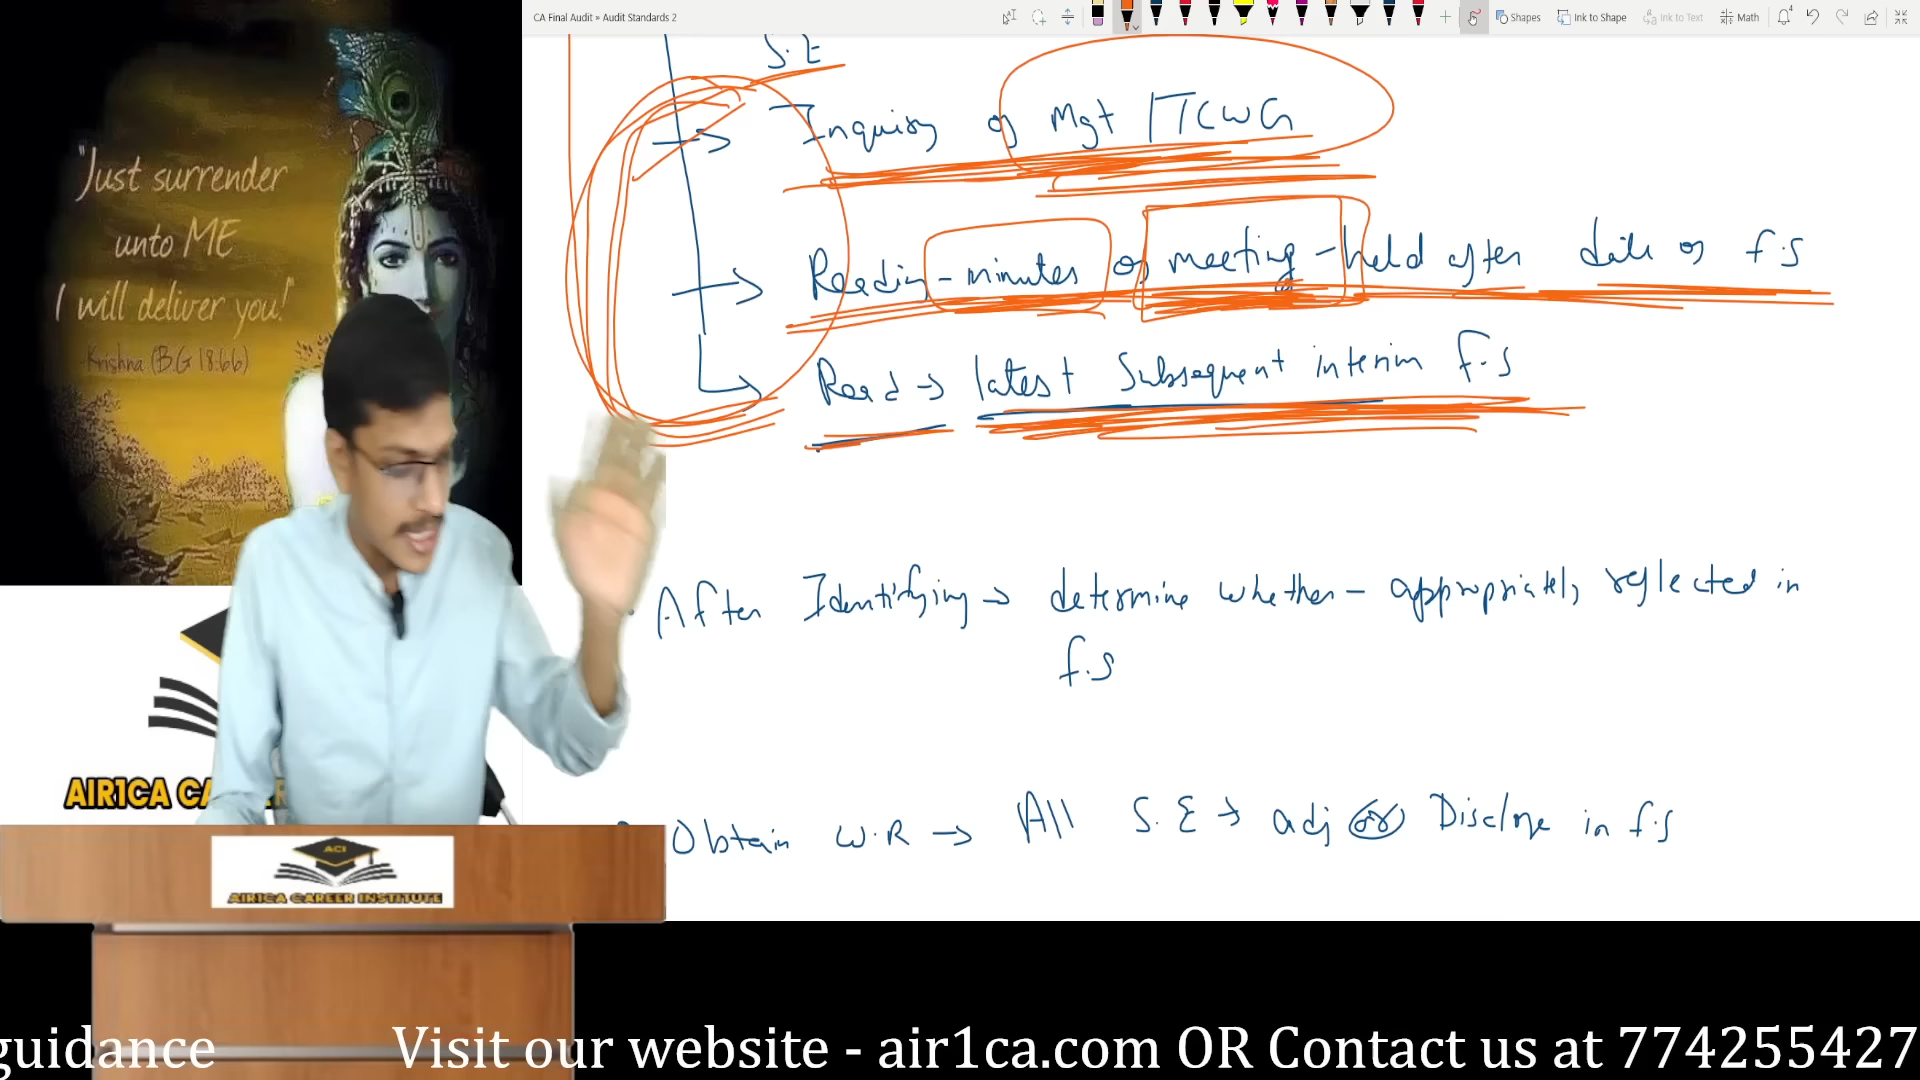 CA Final Audit » Audit Standards 2
Shapes
Ink to Shape
Ink to Text
Math
S.E
Inquiry of Mgt / TCWG
Reading - minutes of meeting - held after date of f.s
Read → latest Subsequent interim f.s
After Identifying → determine whether - appropriately reflected in
f.s
Obtain W.R → All S.E → adj or Disclose in f.s
"Just surrender
unto ME
I will deliver you!"
- Krishna (B.G 18:66)
AIR1CA CA
ACI
AIR1CA CAREER INSTITUTE
guidance Visit our website - air1ca.com OR Contact us at 774255427